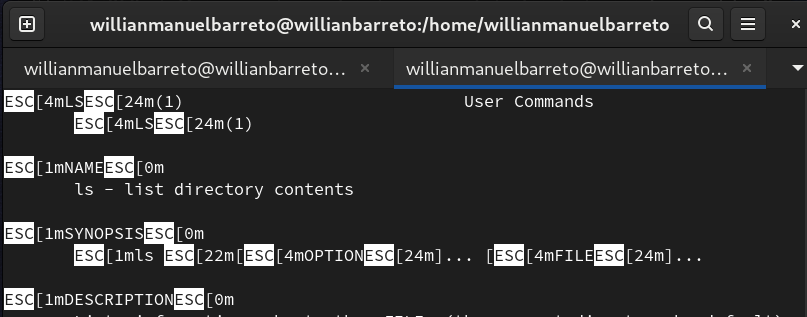 willianmanuelbarreto@willianbarreto:/home/willianmanuelbarreto
willianmanuelbarreto@willianbarreto... × willianmanuelbarreto@willianbarreto... ×
ESC[4mLSESC[24m(1) User Commands
ESC[4mLSESC[24m(1)
ESC[1mNAMEESC[0m
ls - list directory contents
ESC[1mSYNOPSISESC[0m
ESC[1mls ESC[22m[ESC[4mOPTIONESC[24m]... [ESC[4mFILEESC[24m]...
ESC[1mDESCRIPTIONESC[0m